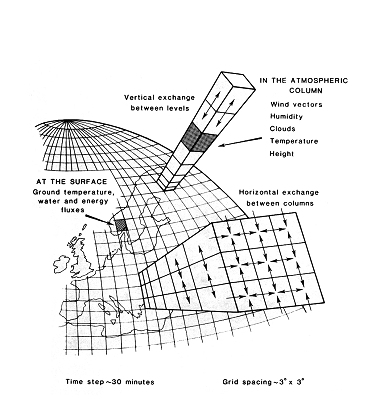 Vertical exchange
between levels
IN THE ATMOSPHERIC
COLUMN
Wind vectors
Humidity
Clouds
Temperature
Height
AT THE SURFACE
Ground temperature,
water and energy
fluxes
Horizontal exchange
between columns
Time step ~30 minutes
Grid spacing ~3° x 3°